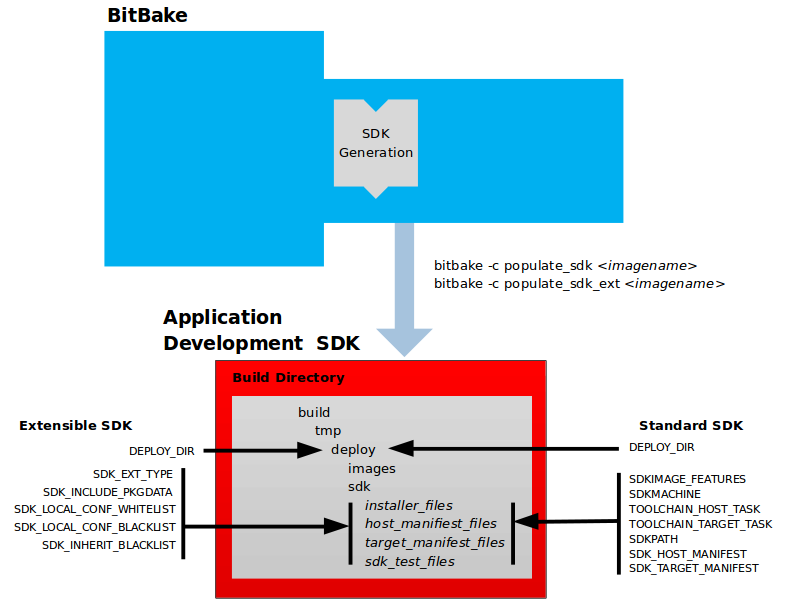 BitBake
SDK
Generation
bitbake -c populate_sdk <imagename>
bitbake -c populate_sdk_ext <imagename>
Application
Development SDK
Build Directory
Extensible SDK
DEPLOY_DIR
SDK_EXT_TYPE
SDK_INCLUDE_PKGDATA
SDK_LOCAL_CONF_WHITELIST
SDK_LOCAL_CONF_BLACKLIST
SDK_INHERIT_BLACKLIST
build
tmp
deploy
images
sdk
installer_files
host_manifiest_files
target_manifest_files
sdk_test_files
Standard SDK
DEPLOY_DIR
SDKIMAGE_FEATURES
SDKMACHINE
TOOLCHAIN_HOST_TASK
TOOLCHAIN_TARGET_TASK
SDKPATH
SDK_HOST_MANIFEST
SDK_TARGET_MANIFEST